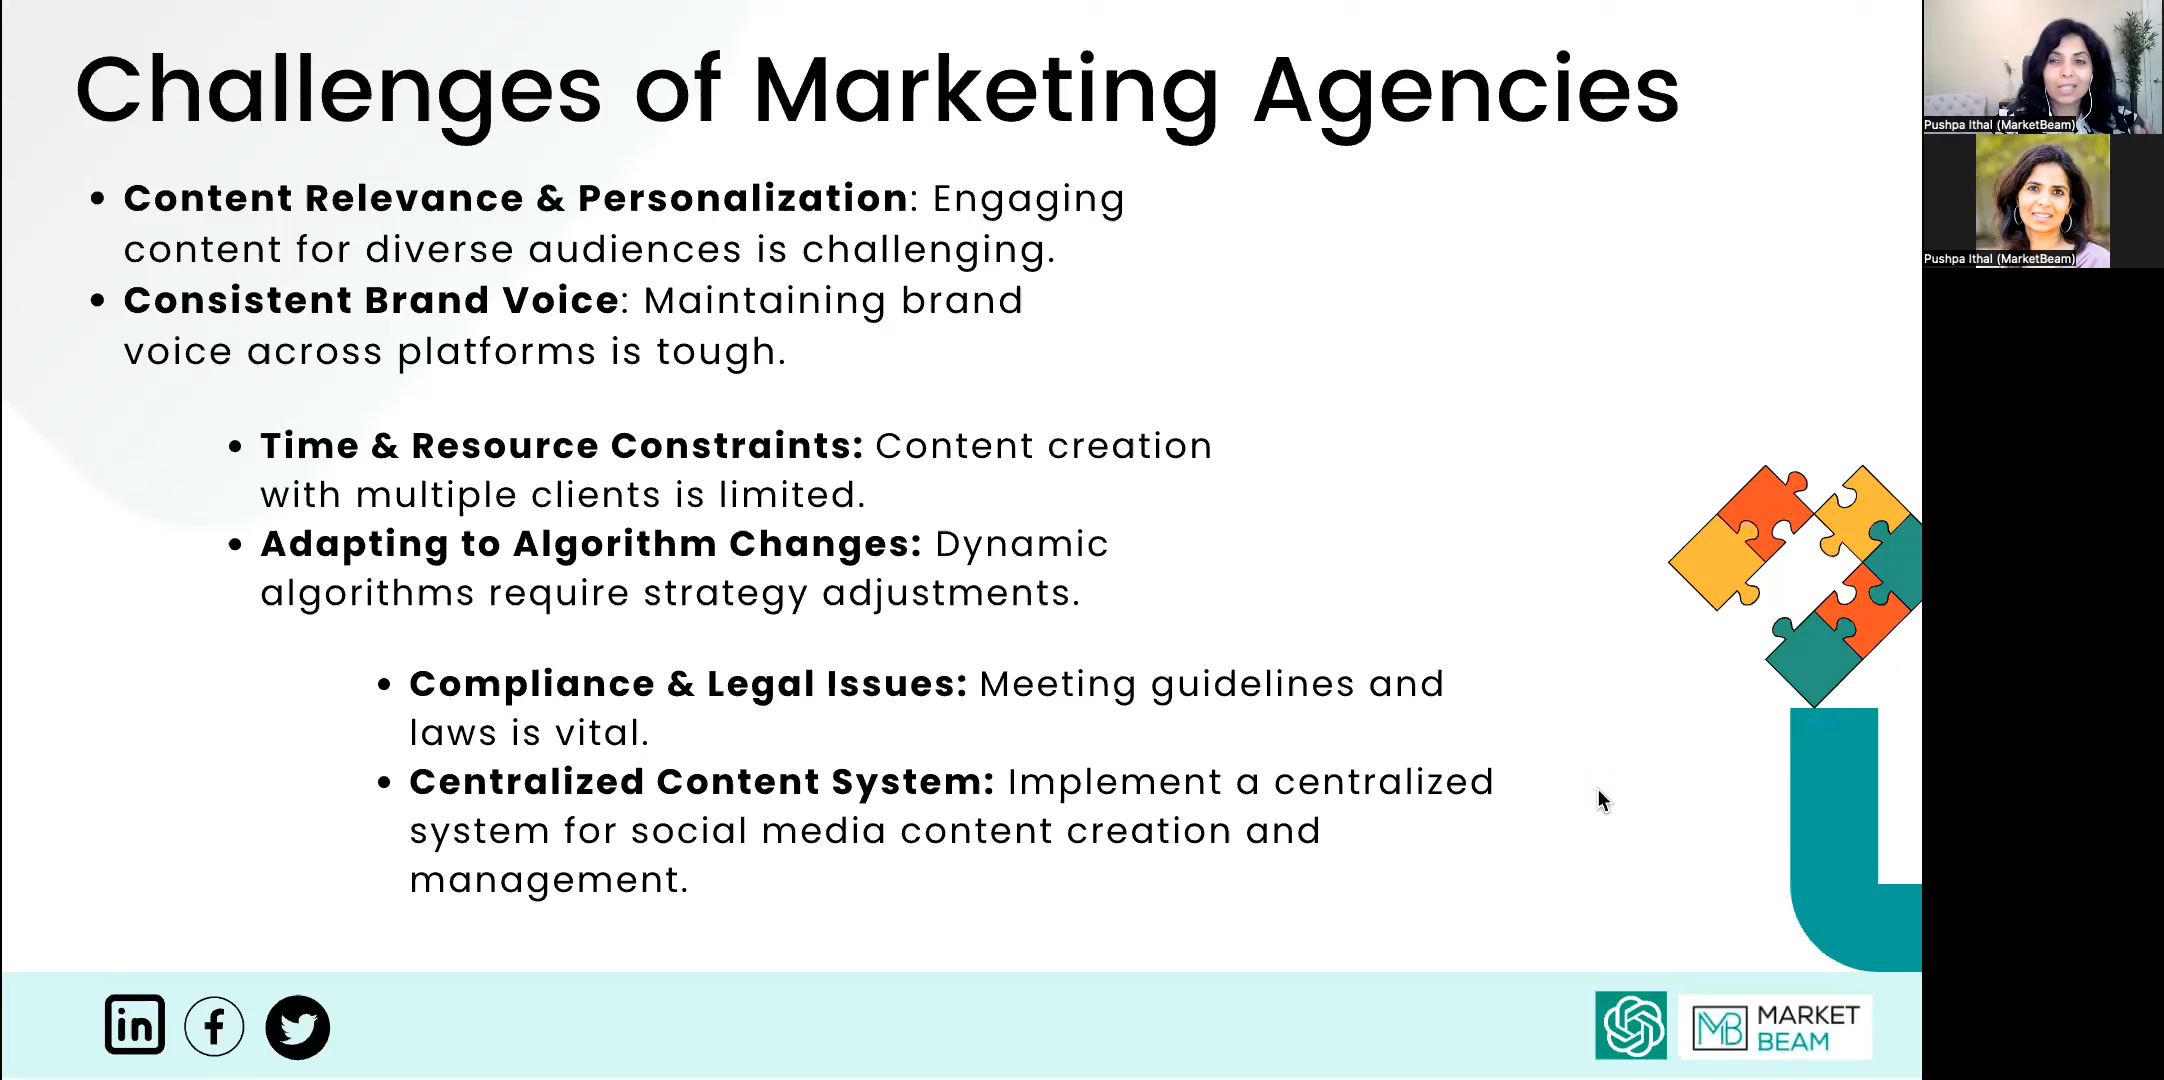 Challenges of Marketing Agencies
• Content Relevance & Personalization: Engaging
content for diverse audiences is challenging.
• Consistent Brand Voice: Maintaining brand
voice across platforms is tough.
• Time & Resource Constraints: Content creation
with multiple clients is limited.
• Adapting to Algorithm Changes: Dynamic
algorithms require strategy adjustments.
• Compliance & Legal Issues: Meeting guidelines and
laws is vital.
• Centralized Content System: Implement a centralized
system for social media content creation and
management.
in
f
MB
MARKET
BEAM
Pushpa Ithal (MarketBeam)
Pushpa Ithal (MarketBeam)